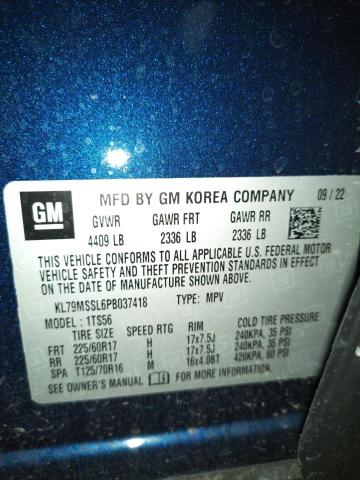 GM
MFD BY GM KOREA COMPANY 09/22
GVWR GAWR FRT GAWR RR
4409 LB 2336 LB 2336 LB
THIS VEHICLE CONFORMS TO ALL APPLICABLE U.S. FEDERAL MOTOR
VEHICLE SAFETY AND THEFT PREVENTION STANDARDS IN EFFECT
ON THE DATE OF MANUFACTURE SHOWN ABOVE.
KL79MSSL6PB037418 TYPE: MPV
MODEL: 1TS56
TIRE SIZE SPEED RTG RIM COLD TIRE PRESSURE
FRT 225/60R17 H 17x7.5J 240KPA, 35 PSI
RR 225/60R17 H 17x7.5J 240KPA, 35 PSI
SPA T125/70R16 M 16x4.00T 420KPA, 60 PSI
SEE OWNER'S MANUAL FOR MORE INFORMATION.